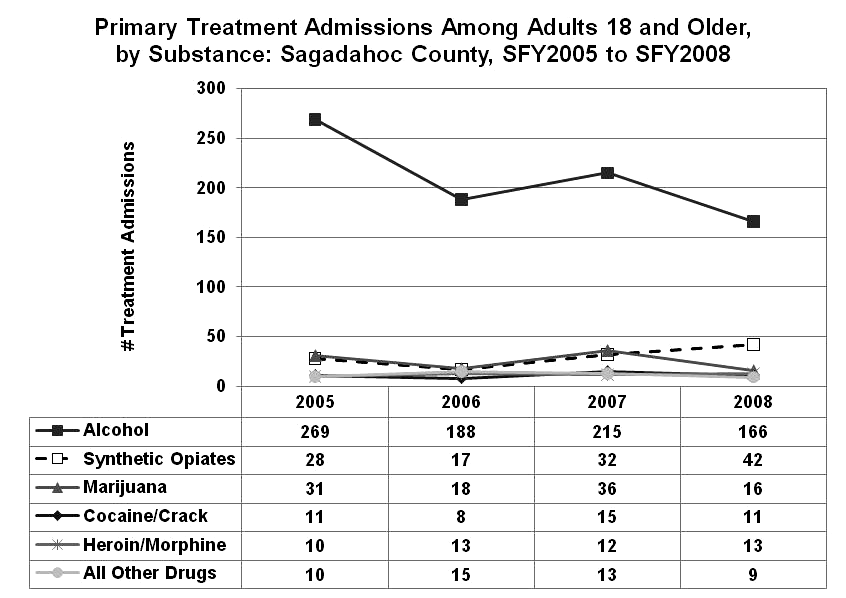 Primary Treatment Admissions Among Adults 18 and Older,
by Substance: Sagadahoc County, SFY2005 to SFY2008
300
250
200
150
100
50
0
#Treatment Admissions
2005 2006 2007 2008
Alcohol 269 188 215 166
Synthetic Opiates 28 17 32 42
Marijuana 31 18 36 16
Cocaine/Crack 11 8 15 11
Heroin/Morphine 10 13 12 13
All Other Drugs 10 15 13 9